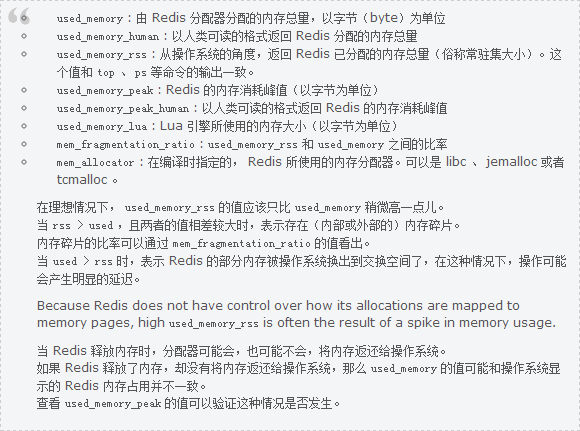 used_memory：由 Redis 分配器分配的内存总量，以字节（byte）为单位
used_memory_human：以人类可读的格式返回 Redis 分配的内存总量
used_memory_rss：从操作系统的角度，返回 Redis 已分配的内存总量（俗称常驻集大小）。这
个值和 top 、 ps 等命令的输出一致。
used_memory_peak：Redis 的内存消耗峰值（以字节为单位）
used_memory_peak_human：以人类可读的格式返回 Redis 的内存消耗峰值
used_memory_lua：Lua 引擎所使用的内存大小（以字节为单位）
mem_fragmentation_ratio：used_memory_rss 和 used_memory 之间的比率
mem_allocator：在编译时指定的， Redis 所使用的内存分配器。可以是 libc 、 jemalloc 或者
tcmalloc 。
在理想情况下， used_memory_rss 的值应该只比 used_memory 稍微高一点儿。
当 rss > used ，且两者的值相差较大时，表示存在（内部或外部的）内存碎片。
内存碎片的比率可以通过 mem_fragmentation_ratio 的值看出。
当 used > rss 时，表示 Redis 的部分内存被操作系统换出到交换空间了，在这种情况下，操作可能
会产生明显的延迟。
Because Redis does not have control over how its allocations are mapped to
memory pages, high used_memory_rss is often the result of a spike in memory usage.
当 Redis 释放内存时，分配器可能会，也可能不会，将内存返还给操作系统。
如果 Redis 释放了内存，却没有将内存返还给操作系统，那么 used_memory 的值可能和操作系统显
示的 Redis 内存占用并不一致。
查看 used_memory_peak 的值可以验证这种情况是否发生。